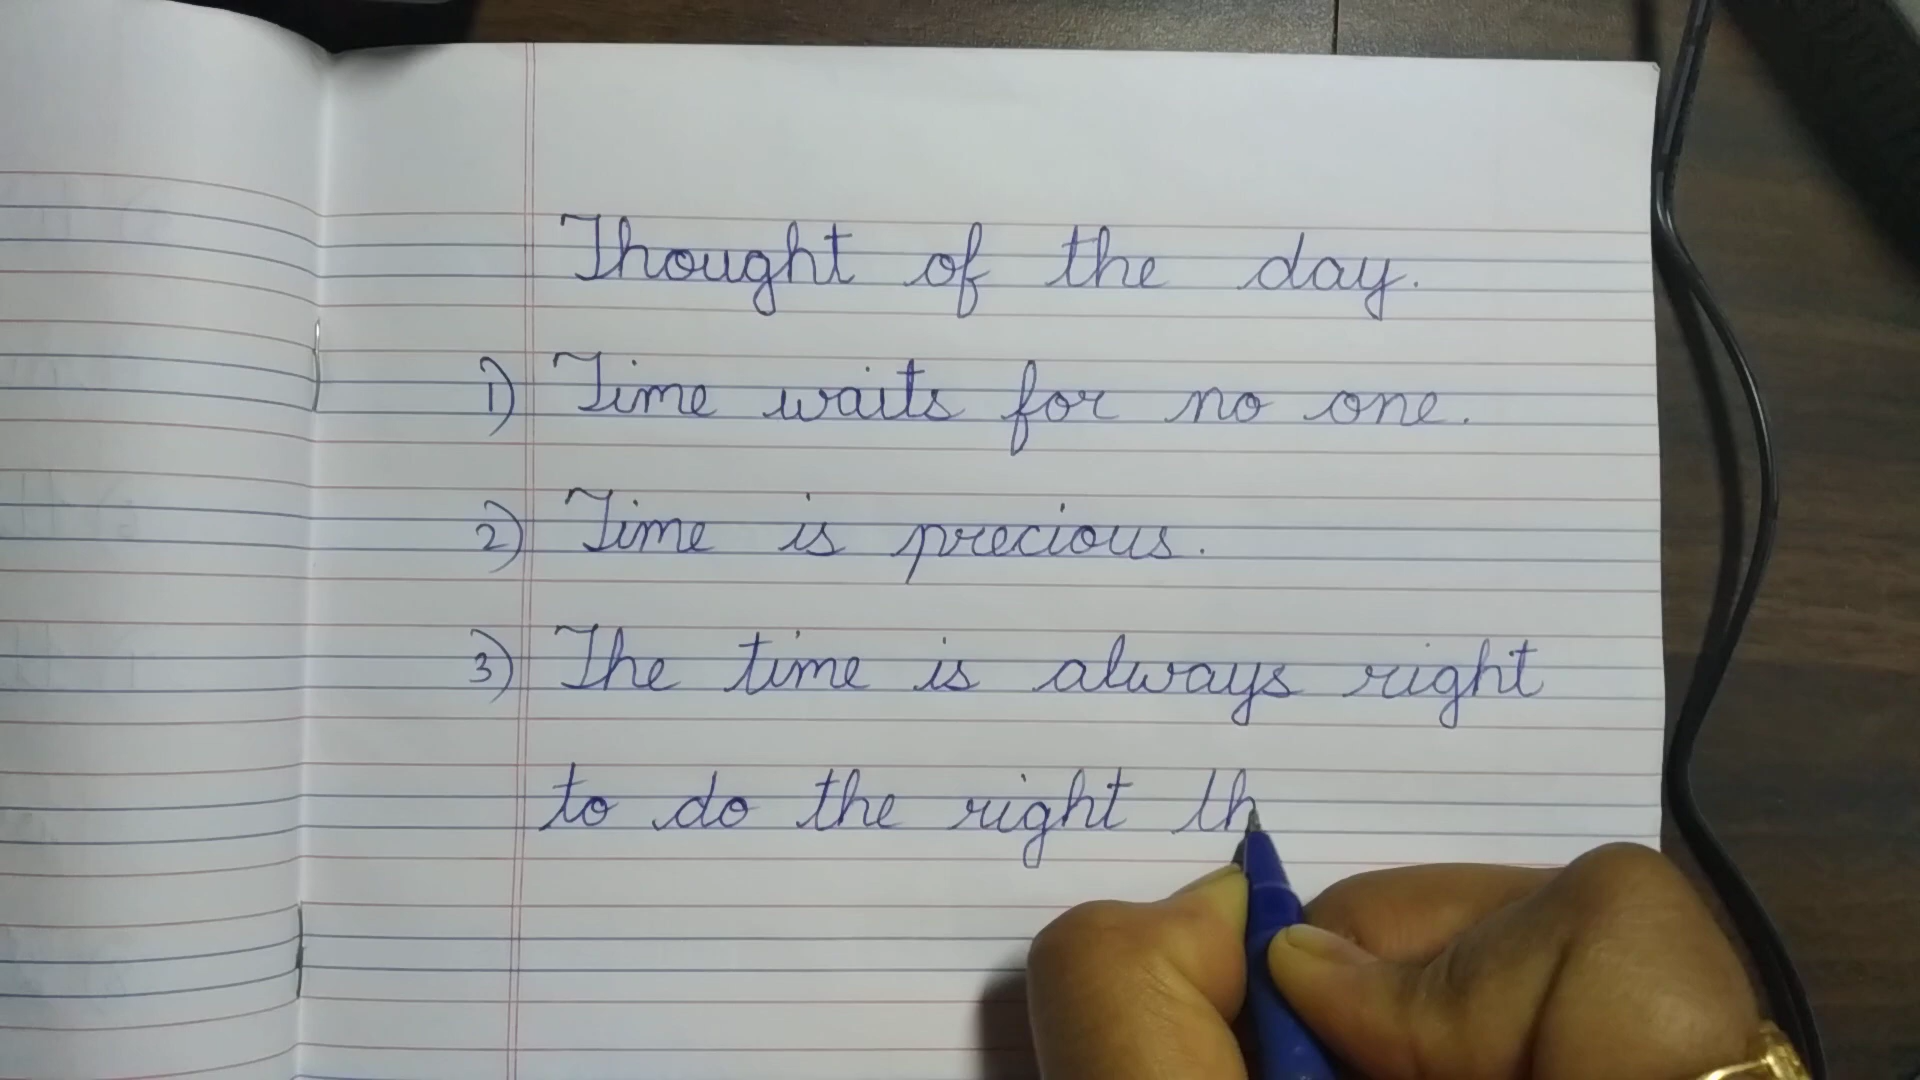 Thought of the day.
1) Time waits for no one.
2) Time is precious.
3) The time is always right
to do the right th